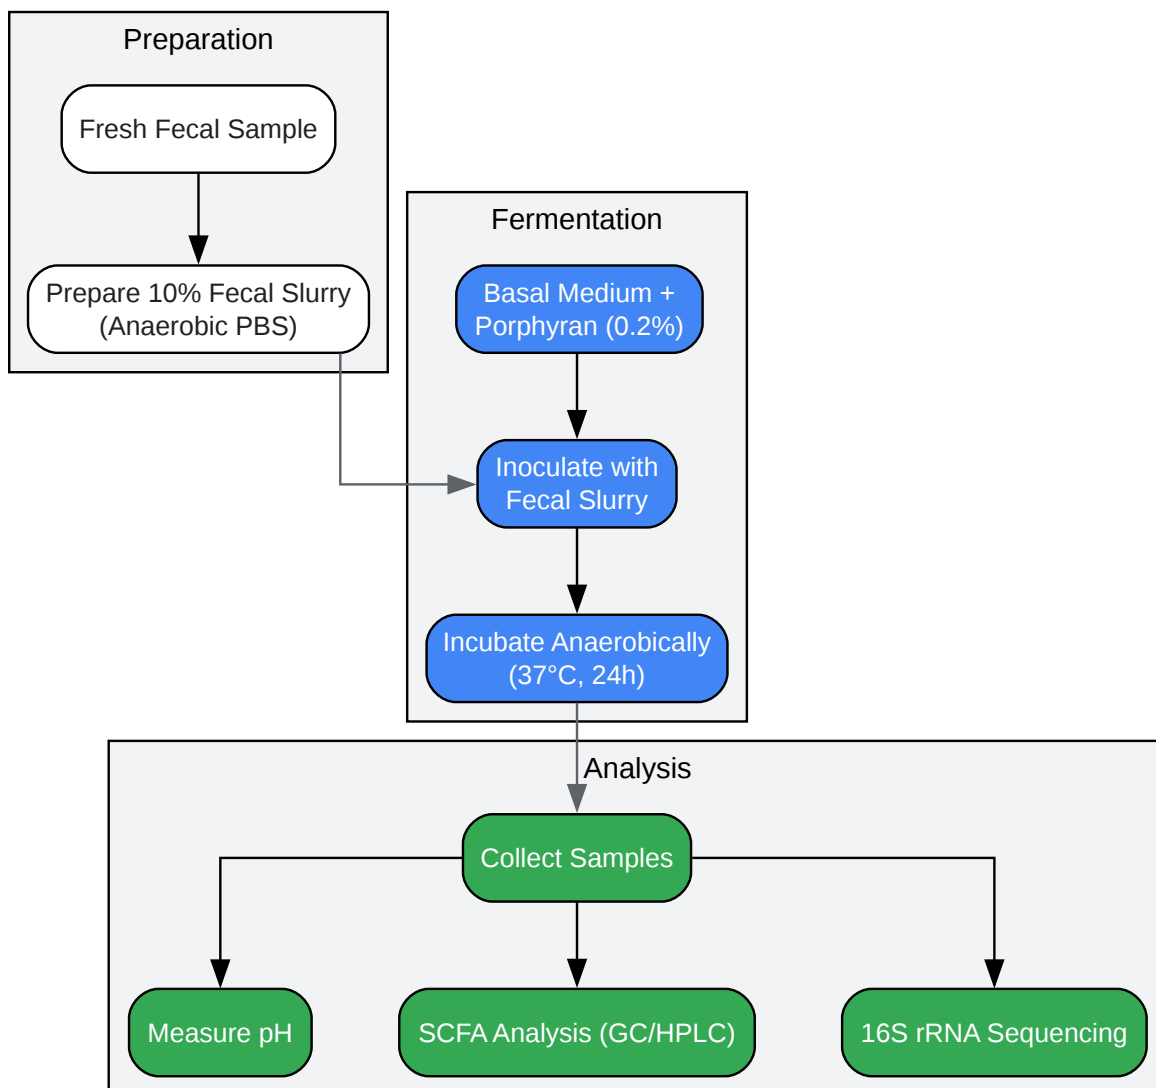 Preparation
Fresh Fecal Sample
Prepare 10% Fecal Slurry
(Anaerobic PBS)
Fermentation
Basal Medium +
Porphyran (0.2%)
Inoculate with
Fecal Slurry
Incubate Anaerobically
(37°C, 24h)
Analysis
Collect Samples
Measure pH
SCFA Analysis (GC/HPLC)
16S rRNA Sequencing